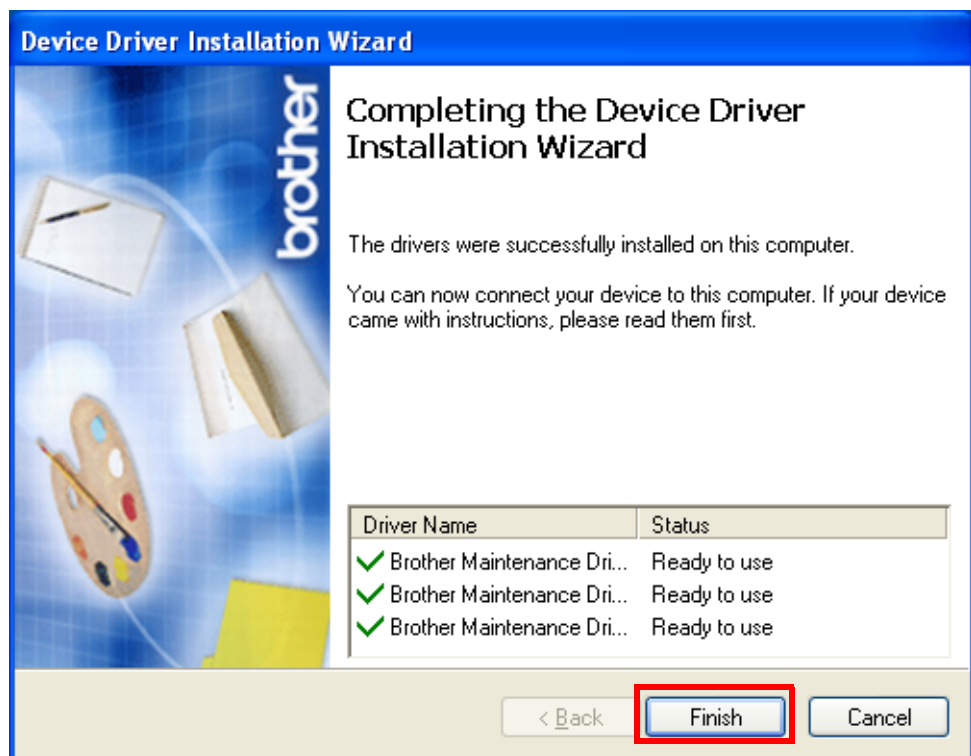 Device Driver Installation Wizard
brother
Completing the Device Driver
Installation Wizard
The drivers were successfully installed on this computer.
You can now connect your device to this computer. If your device
came with instructions, please read them first.
Driver Name Status
Brother Maintenance Dri... Ready to use
Brother Maintenance Dri... Ready to use
Brother Maintenance Dri... Ready to use
< Back Finish Cancel